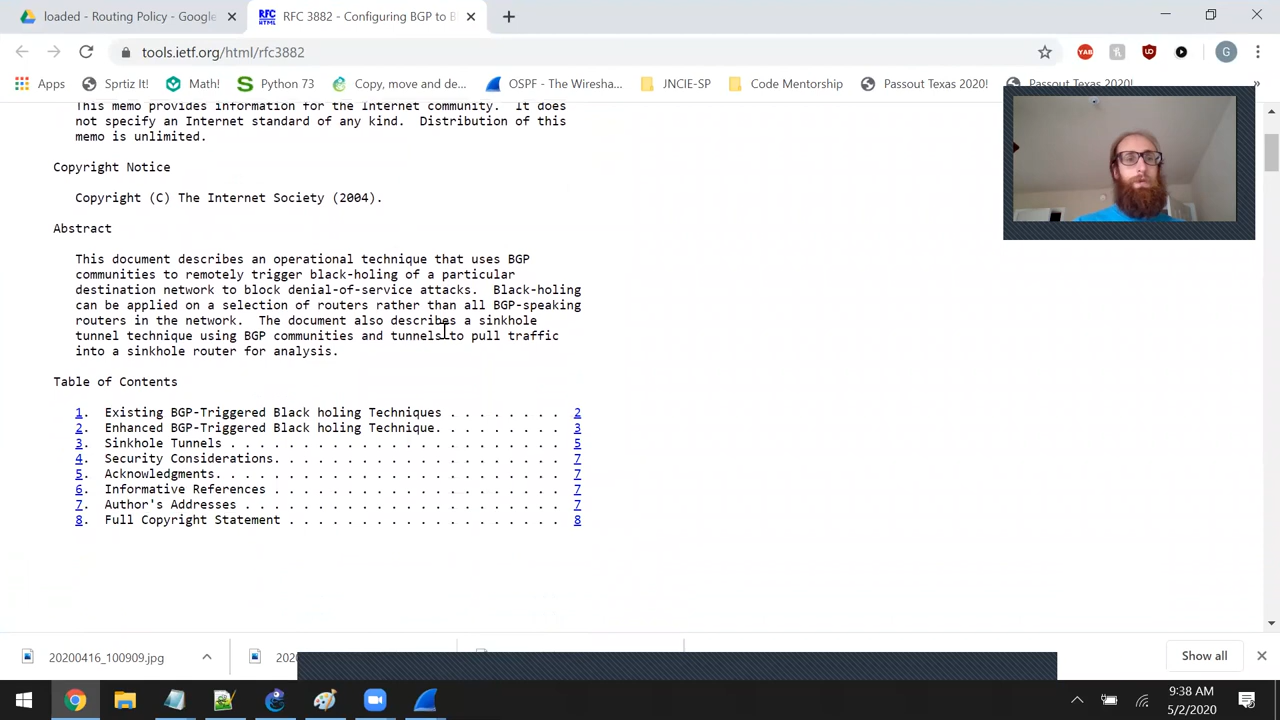 loaded - Routing Policy - Google
RFC 3882 - Configuring BGP to B
tools.ietf.org/html/rfc3882
Apps
Sprtiz It!
Math!
Python 73
Copy, move and de...
OSPF - The Wiresha...
JNCIE-SP
Code Mentorship
Passout Texas 2020!
Passout Texas 2020!
This memo provides information for the Internet community. It does
not specify an Internet standard of any kind. Distribution of this
memo is unlimited.
Copyright Notice
Copyright (C) The Internet Society (2004).
Abstract
This document describes an operational technique that uses BGP
communities to remotely trigger black-holing of a particular
destination network to block denial-of-service attacks. Black-holing
can be applied on a selection of routers rather than all BGP-speaking
routers in the network. The document also describes a sinkhole
tunnel technique using BGP communities and tunnels to pull traffic
into a sinkhole router for analysis.
Table of Contents
1. Existing BGP-Triggered Black holing Techniques . . . . . . . . 2
2. Enhanced BGP-Triggered Black holing Technique. . . . . . . . . 3
3. Sinkhole Tunnels . . . . . . . . . . . . . . . . . . . . . . . 5
4. Security Considerations. . . . . . . . . . . . . . . . . . . . 7
5. Acknowledgments. . . . . . . . . . . . . . . . . . . . . . . . 7
6. Informative References . . . . . . . . . . . . . . . . . . . . 7
7. Author's Addresses . . . . . . . . . . . . . . . . . . . . . . 7
8. Full Copyright Statement . . . . . . . . . . . . . . . . . . . 8
20200416_100909.jpg
Show all
9:38 AM
5/2/2020